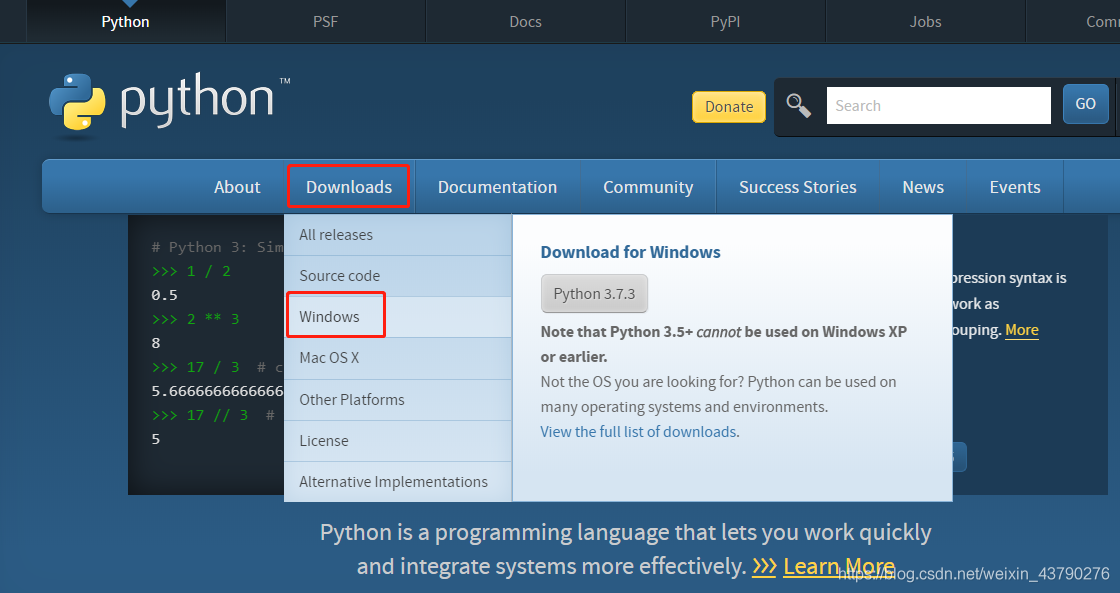 Python
PSF
Docs
PyPI
Jobs
python™
Donate
Search
GO
About
Downloads
Documentation
Community
Success Stories
News
Events
# Python 3: Sim
>>> 1 / 2
0.5
>>> 2 ** 3
8
>>> 17 / 3  # c
5.6666666666666
>>> 17 // 3  #
5
All releases
Source code
Windows
Mac OS X
Other Platforms
License
Alternative Implementations
Download for Windows
Python 3.7.3
Note that Python 3.5+ cannot be used on Windows XP
or earlier.
Not the OS you are looking for? Python can be used on
many operating systems and environments.
View the full list of downloads.
pression syntax is
work as
ouping. More
Python is a programming language that lets you work quickly
and integrate systems more effectively. >>> Learn More
https://blog.csdn.net/weixin_43790276